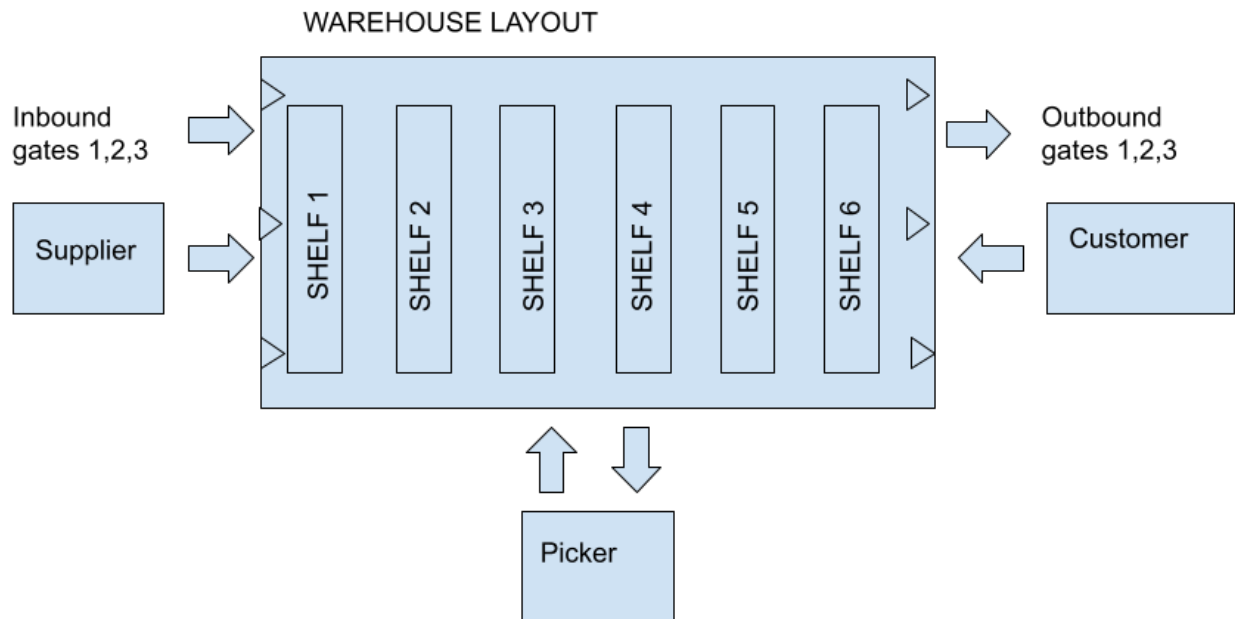 WAREHOUSE LAYOUT
Inbound
gates 1,2,3
Supplier
SHELF 1
SHELF 2
SHELF 3
SHELF 4
SHELF 5
SHELF 6
Outbound
gates 1,2,3
Customer
Picker